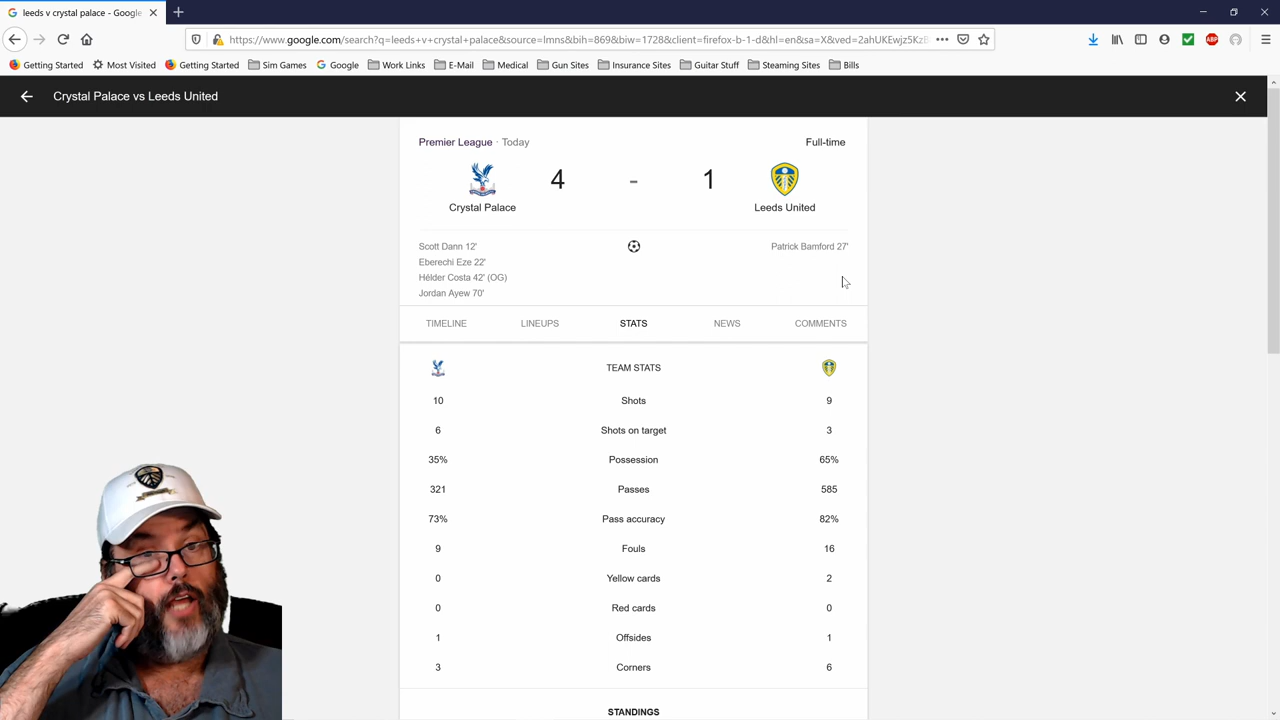 leeds v crystal palace - Google
https://www.google.com/search?q=leeds+v+crystal+palace&source=lmns&bih=869&biw=1728&client=firefox-b-1-d&hl=en&sa=X&ved=2ahUKEwjz5Kz
Getting Started Most Visited Getting Started Sim Games Google Work Links E-Mail Medical Gun Sites Insurance Sites Guitar Stuff Steaming Sites Bills
Crystal Palace vs Leeds United
Premier League · Today Full-time
4 - 1
Crystal Palace Leeds United
Scott Dann 12' Patrick Bamford 27'
Eberechi Eze 22'
Hélder Costa 42' (OG)
Jordan Ayew 70'
TIMELINE LINEUPS STATS NEWS COMMENTS
TEAM STATS
10 Shots 9
6 Shots on target 3
35% Possession 65%
321 Passes 585
73% Pass accuracy 82%
9 Fouls 16
0 Yellow cards 2
0 Red cards 0
1 Offsides 1
3 Corners 6
STANDINGS